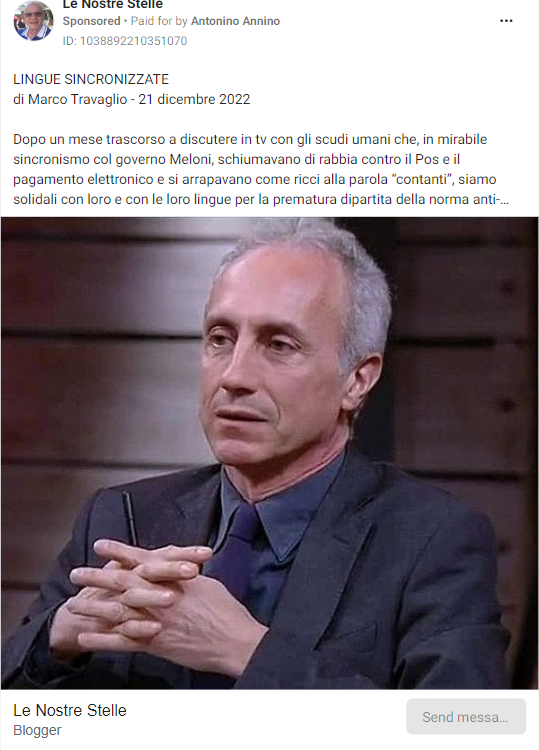 Le Nostre Stelle
Sponsored • Paid for by Antonino Annino
ID: 1038892210351070
LINGUE SINCRONIZZATE
di Marco Travaglio - 21 dicembre 2022
Dopo un mese trascorso a discutere in tv con gli scudi umani che, in mirabile
sincronismo col governo Meloni, schiumavano di rabbia contro il Pos e il
pagamento elettronico e si arrapavano come ricci alla parola “contanti”, siamo
solidali con loro e con le loro lingue per la prematura dipartita della norma anti-...
Le Nostre Stelle
Blogger
Send messa...